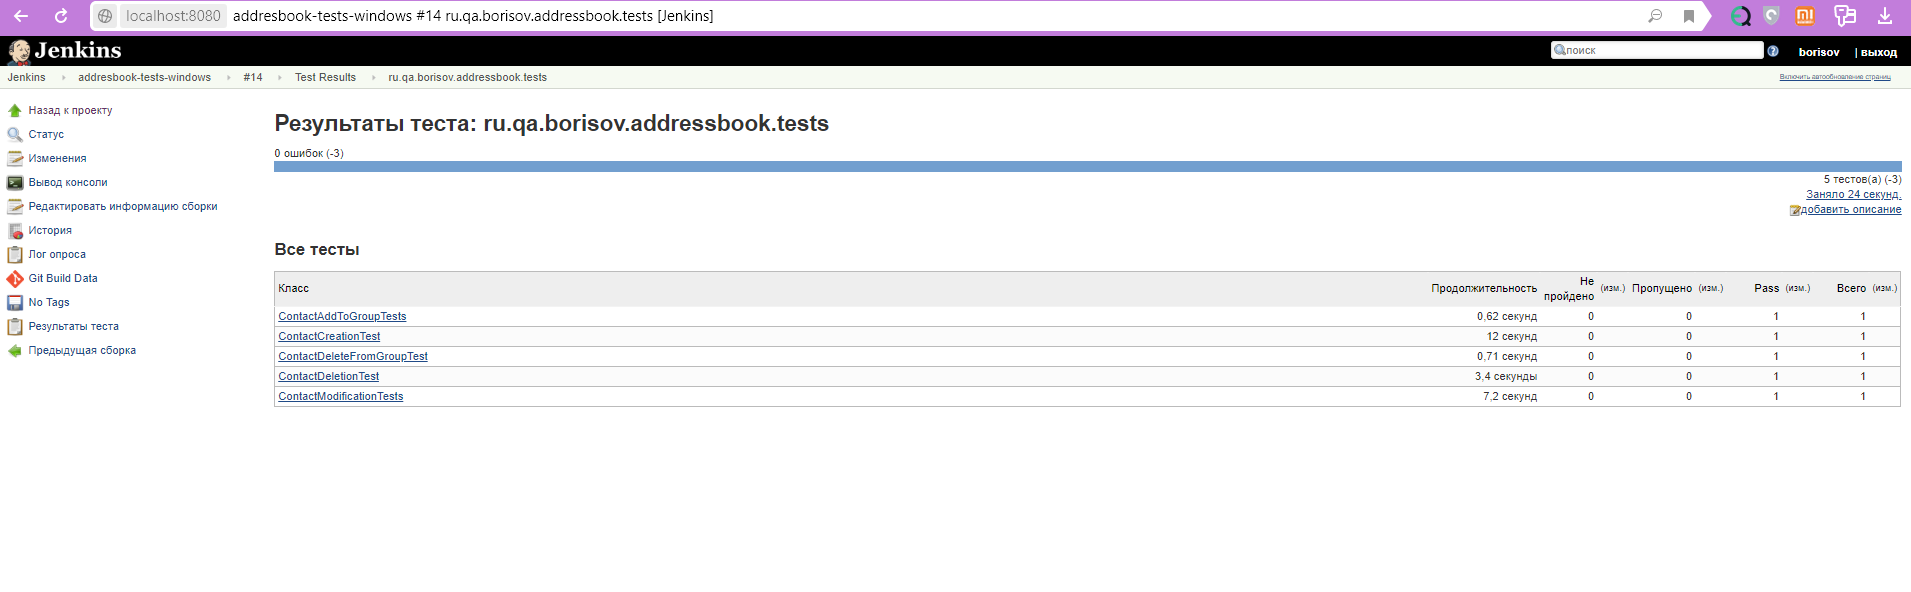 localhost:8080 addresbook-tests-windows #14 ru.qa.borisov.addressbook.tests [Jenkins]
Jenkins поиск borisov | выход
Jenkins addresbook-tests-windows #14 Test Results ru.qa.borisov.addressbook.tests Включить автообновление страниц
Назад к проекту
Статус
Изменения
Вывод консоли
Редактировать информацию сборки
История
Лог опроса
Git Build Data
No Tags
Результаты теста
Предыдущая сборка
Результаты теста: ru.qa.borisov.addressbook.tests
0 ошибок (-3)
5 тестов(а) (-3)
Заняло 24 секунд.
добавить описание
Все тесты
Класс Продолжительность Не пройдено (изм.) Пропущено (изм.) Pass (изм.) Всего (изм.)
ContactAddToGroupTests 0,62 секунд 0 0 1 1
ContactCreationTest 12 секунд 0 0 1 1
ContactDeleteFromGroupTest 0,71 секунд 0 0 1 1
ContactDeletionTest 3,4 секунды 0 0 1 1
ContactModificationTests 7,2 секунд 0 0 1 1